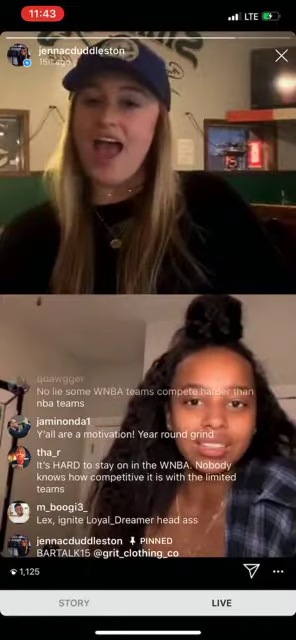 11:43
LTE
jennacduddleston
15h ago
qdawgger
No lie some WNBA teams compete harder than
nba teams
jaminonda1
Y'all are a motivation! Year round grind
tha_r
It's HARD to stay on in the WNBA. Nobody
knows how competitive it is with the limited
teams
m_boogi3_
Lex, ignite Loyal_Dreamer head ass
jennacduddleston PINNED
BARTALK15 @grit_clothing_co
1,125
STORY LIVE